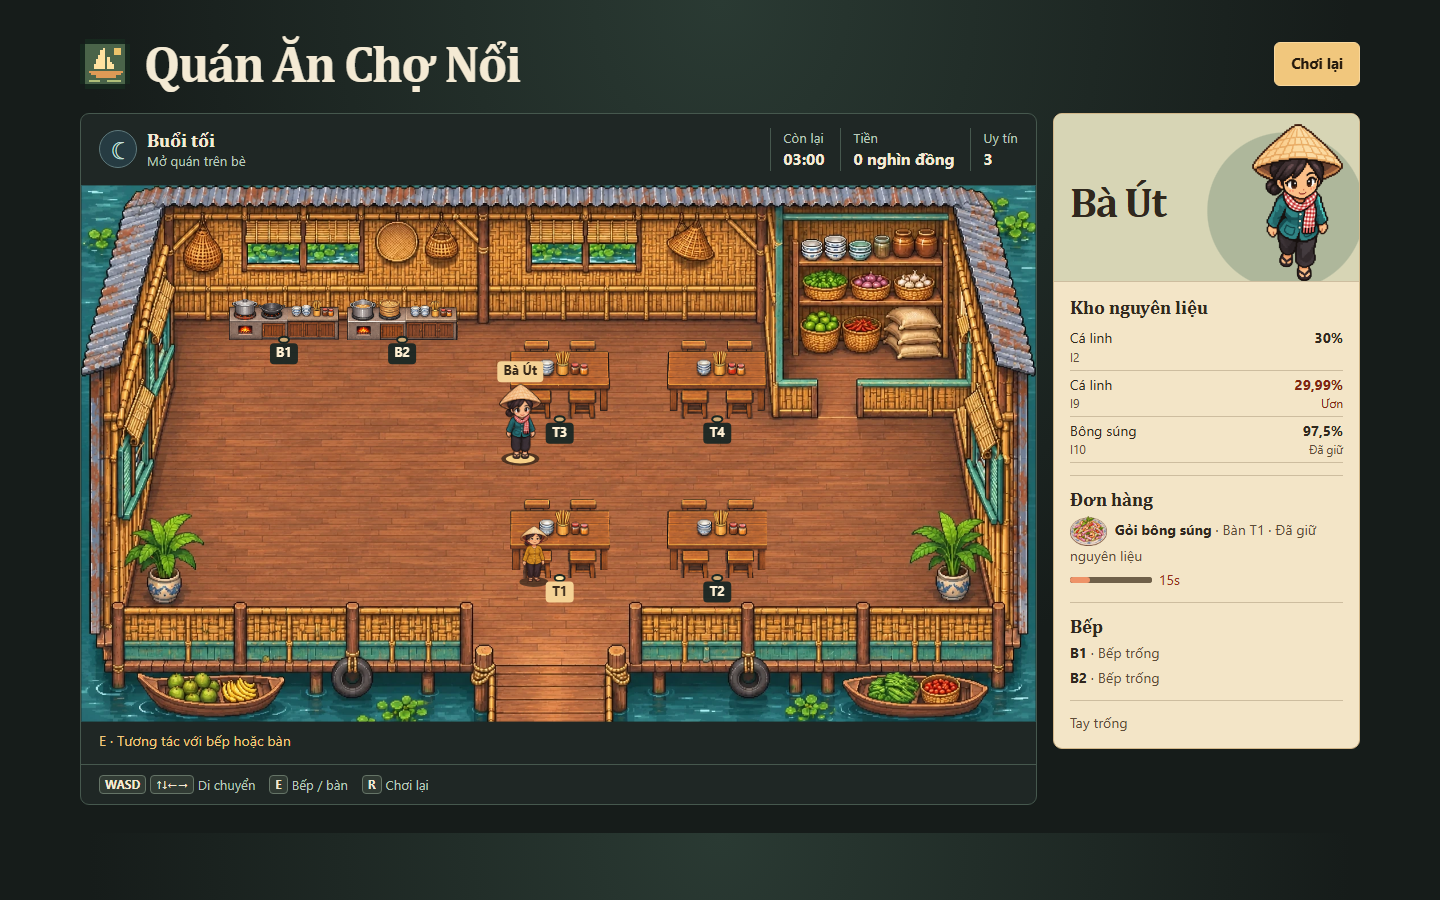 Quán Ăn Chợ Nổi
Chơi lại
Buổi tối
Mở quán trên bè
Còn lại
03:00
Tiền
0 nghìn đồng
Uy tín
3
B1
B2
Bà Út
T3
T4
T1
T2
E · Tương tác với bếp hoặc bàn
WASD ↑↓←→ Di chuyển E Bếp / bàn R Chơi lại
Bà Út
Kho nguyên liệu
Cá linh 30%
I2
Cá linh 29,99%
I9 Ươn
Bông súng 97,5%
I10 Đã giữ
Đơn hàng
Gỏi bông súng · Bàn T1 · Đã giữ
nguyên liệu
15s
Bếp
B1 · Bếp trống
B2 · Bếp trống
Tay trống